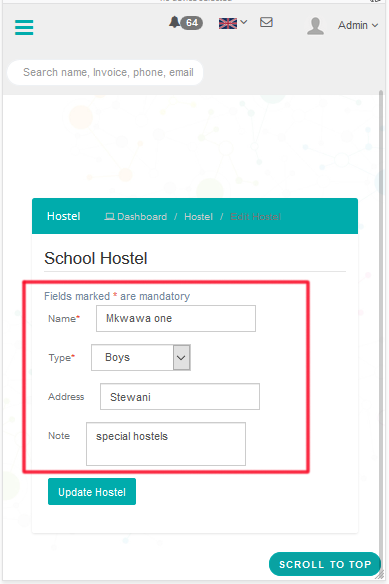 64
Admin
Search name, Invoice, phone, email
Hostel
Dashboard / Hostel /
School Hostel
Fields marked * are mandatory
Name* Mkwawa one
Type* Boys
Address Stewani
Note special hostels
Update Hostel
SCROLL TO TOP